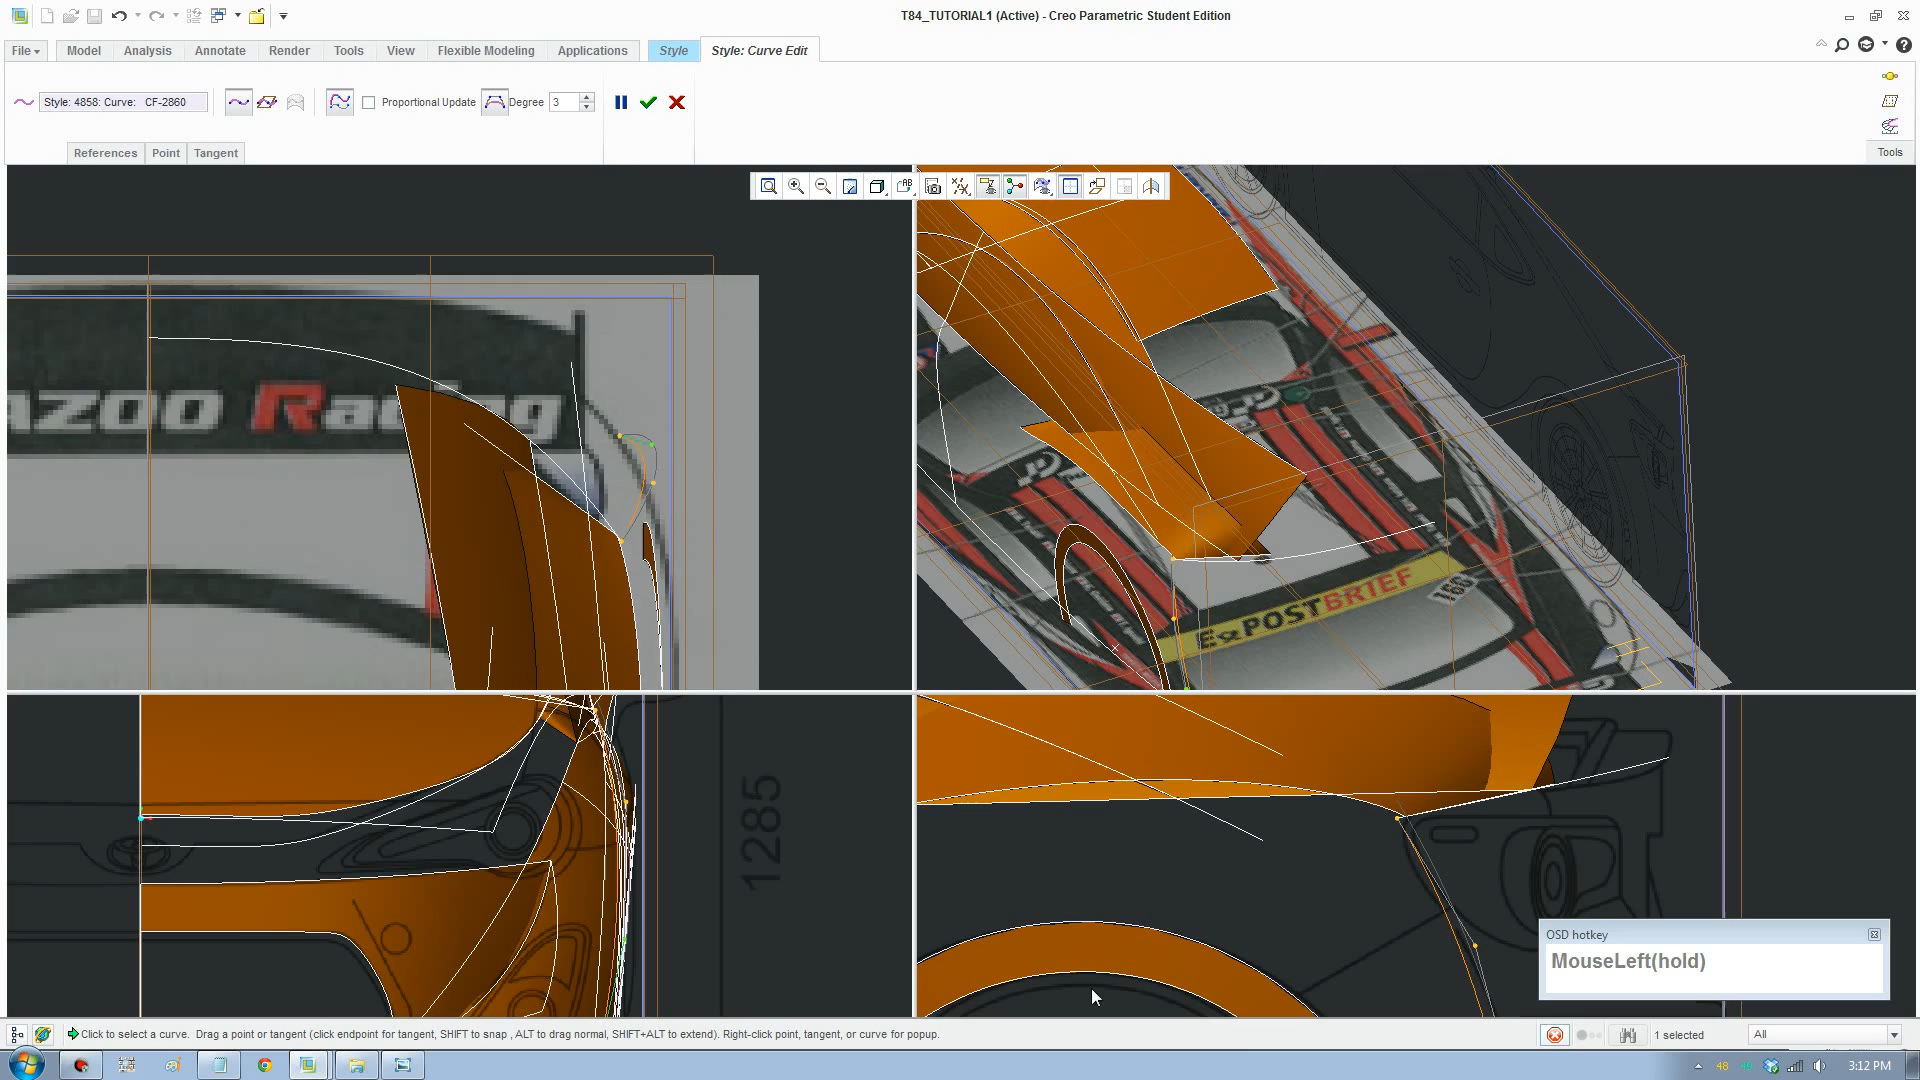 T84_TUTORIAL1 (Active) - Creo Parametric Student Edition
File Model Analysis Annotate Render Tools View Flexible Modeling Applications Style Style: Curve Edit
Style: 4858: Curve: CF-2860 Proportional Update Degree 3
References Point Tangent
Tools
AZOO Racing
E POSTBRIEF
168
1285
OSD hotkey
MouseLeft(hold)
Click to select a curve. Drag a point or tangent (click endpoint for tangent, SHIFT to snap , ALT to drag normal, SHIFT+ALT to extend). Right-click point, tangent, or curve for popup.
1 selected All
48 3:12 PM